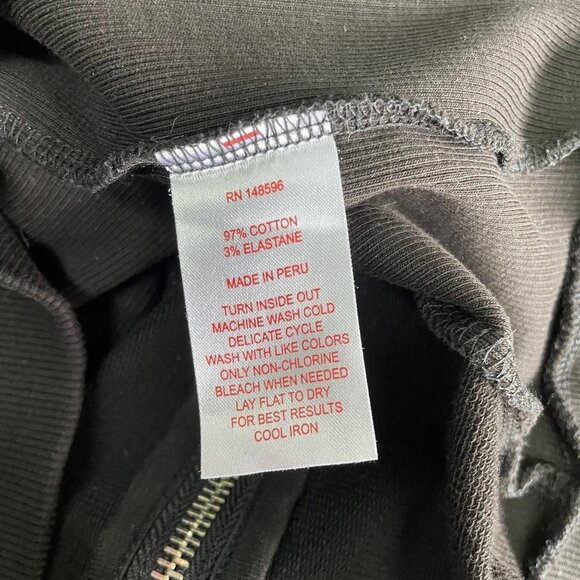 RN 148596
97% COTTON
3% ELASTANE
MADE IN PERU
TURN INSIDE OUT
MACHINE WASH COLD
DELICATE CYCLE
WASH WITH LIKE COLORS
ONLY NON-CHLORINE
BLEACH WHEN NEEDED
LAY FLAT TO DRY
FOR BEST RESULTS
COOL IRON